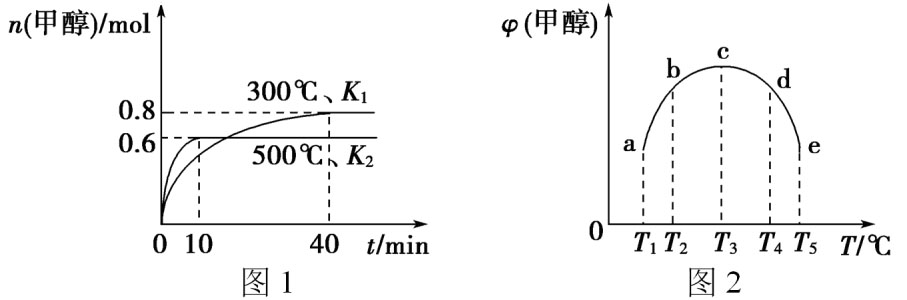 n(甲醇)/mol
300℃、K₁
0.8
0.6
500℃、K₂
0
10
40
t/min
图 1
φ(甲醇)
a
b
c
d
e
0
T₁
T₂
T₃
T₄
T₅
T/℃
图 2